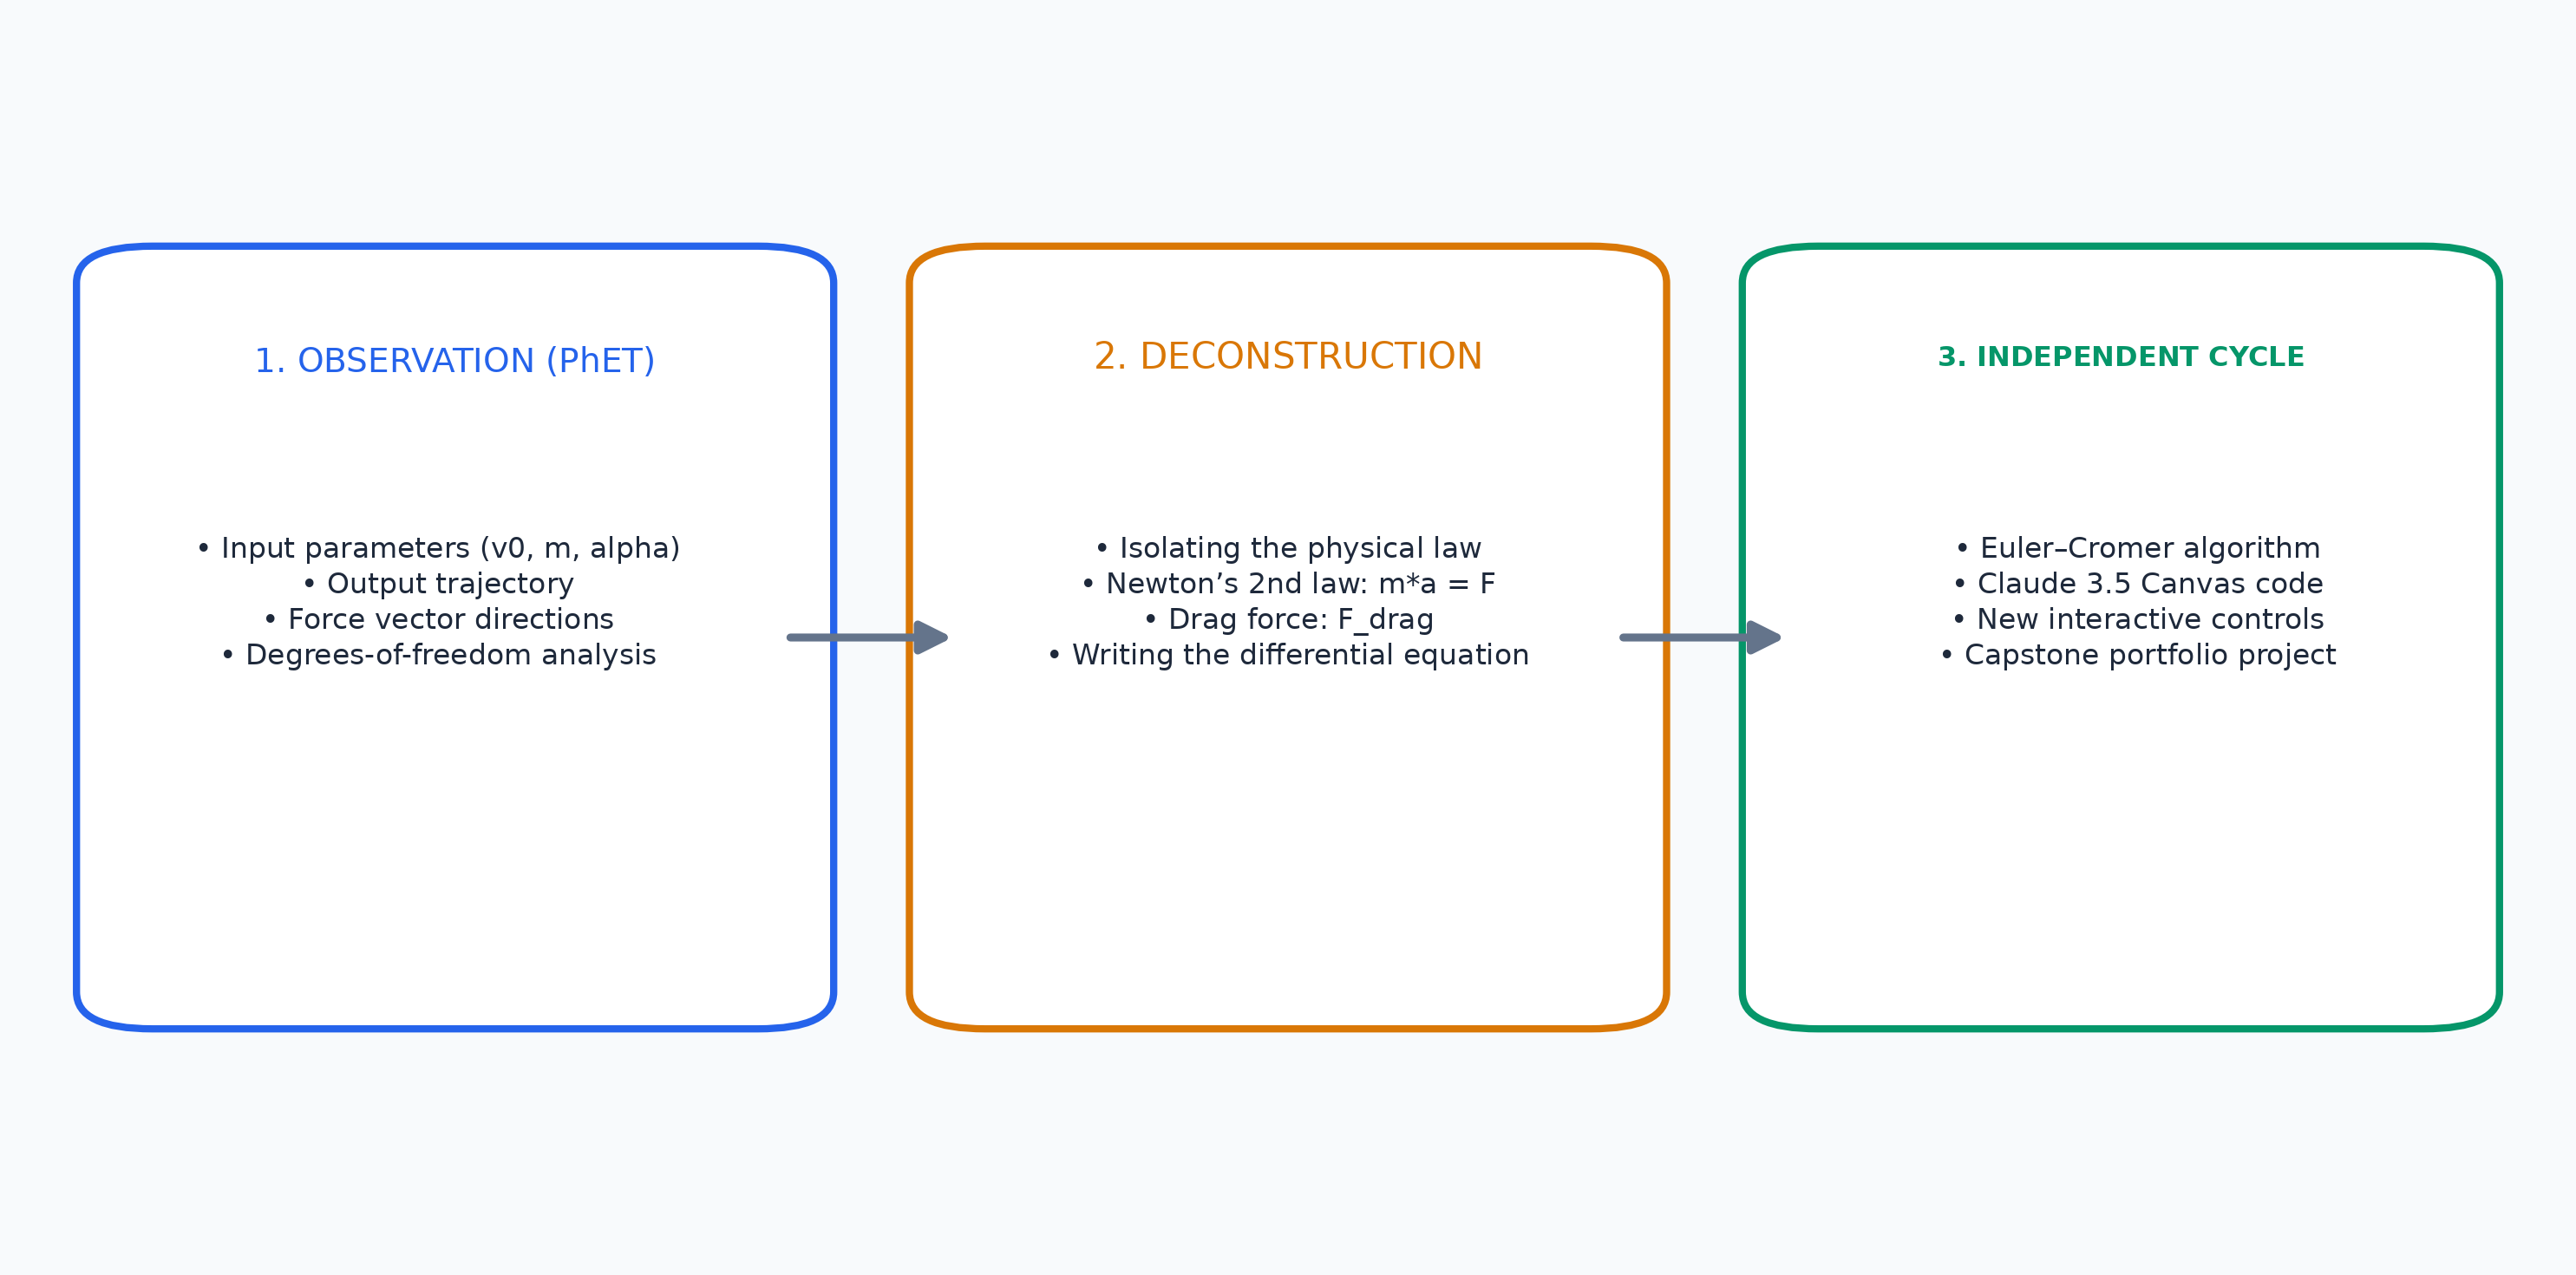 1. OBSERVATION (PhET)
• Input parameters (v0, m, alpha)
• Output trajectory
• Force vector directions
• Degrees-of-freedom analysis
2. DECONSTRUCTION
• Isolating the physical law
• Newton’s 2nd law: m*a = F
• Drag force: F_drag
• Writing the differential equation
3. INDEPENDENT CYCLE
• Euler–Cromer algorithm
• Claude 3.5 Canvas code
• New interactive controls
• Capstone portfolio project